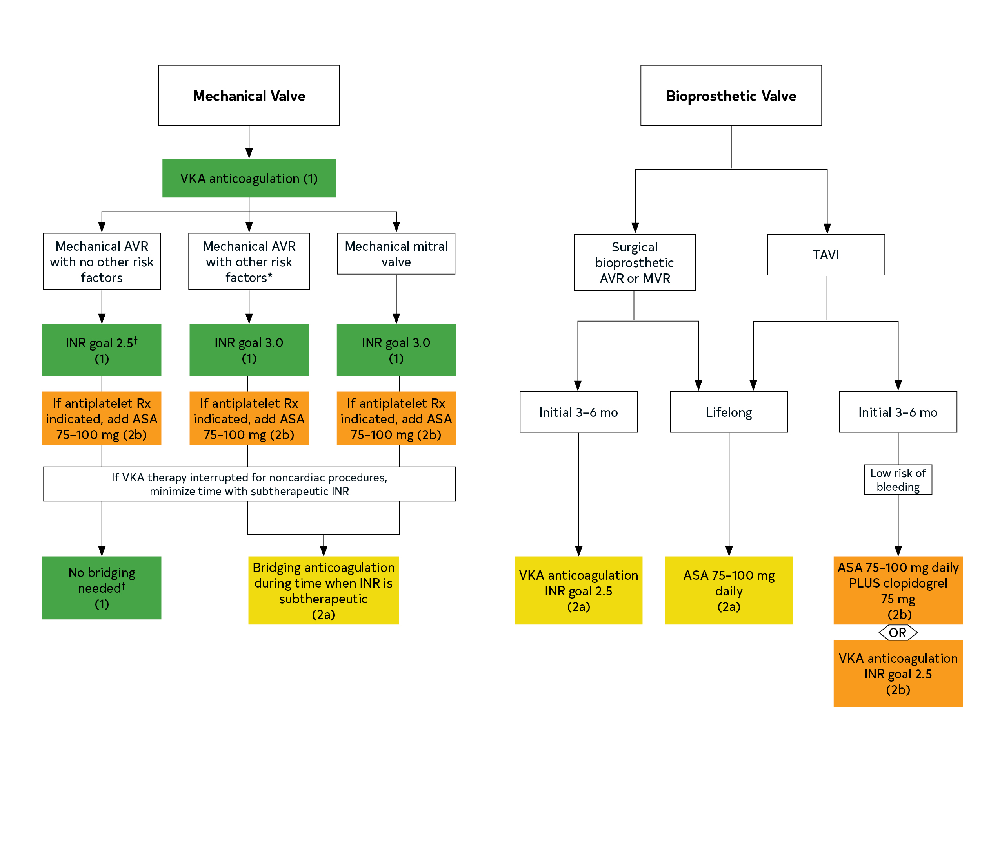 Mechanical Valve
VKA anticoagulation (1)
Mechanical AVR
with no other risk
factors
Mechanical AVR
with other risk
factors*
Mechanical mitral
valve
INR goal 2.5†
(1)
INR goal 3.0
(1)
INR goal 3.0
(1)
If antiplatelet Rx
indicated, add ASA
75–100 mg (2b)
If antiplatelet Rx
indicated, add ASA
75–100 mg (2b)
If antiplatelet Rx
indicated, add ASA
75–100 mg (2b)
If VKA therapy interrupted for noncardiac procedures,
minimize time with subtherapeutic INR
No bridging
needed†
(1)
Bridging anticoagulation
during time when INR is
subtherapeutic
(2a)
Bioprosthetic Valve
Surgical
bioprosthetic
AVR or MVR
TAVI
Initial 3–6 mo
Lifelong
Initial 3–6 mo
Low risk of
bleeding
VKA anticoagulation
INR goal 2.5
(2a)
ASA 75–100 mg
daily
(2a)
ASA 75–100 mg daily
PLUS clopidogrel
75 mg
(2b)
OR
VKA anticoagulation
INR goal 2.5
(2b)